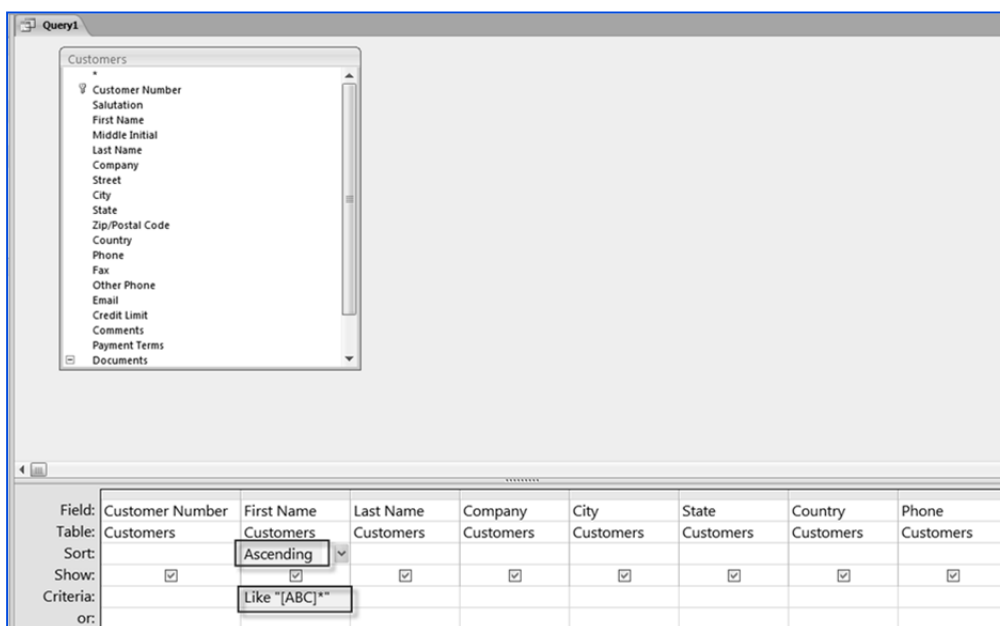 Query1
Customers
*
Customer Number
Salutation
First Name
Middle Initial
Last Name
Company
Street
City
State
Zip/Postal Code
Country
Phone
Fax
Other Phone
Email
Credit Limit
Comments
Payment Terms
Documents
Field: Customer Number First Name Last Name Company City State Country Phone
Table: Customers Customers Customers Customers Customers Customers Customers Customers
Sort: Ascending
Show:
Criteria: Like "[ABC]*"
or: